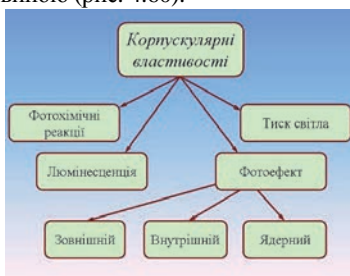 Корпускулярні
властивості
Фотохімічні
реакції
Тиск світла
Люмінесценція
Фотоефект
Зовнішній
Внутрішній
Ядерний